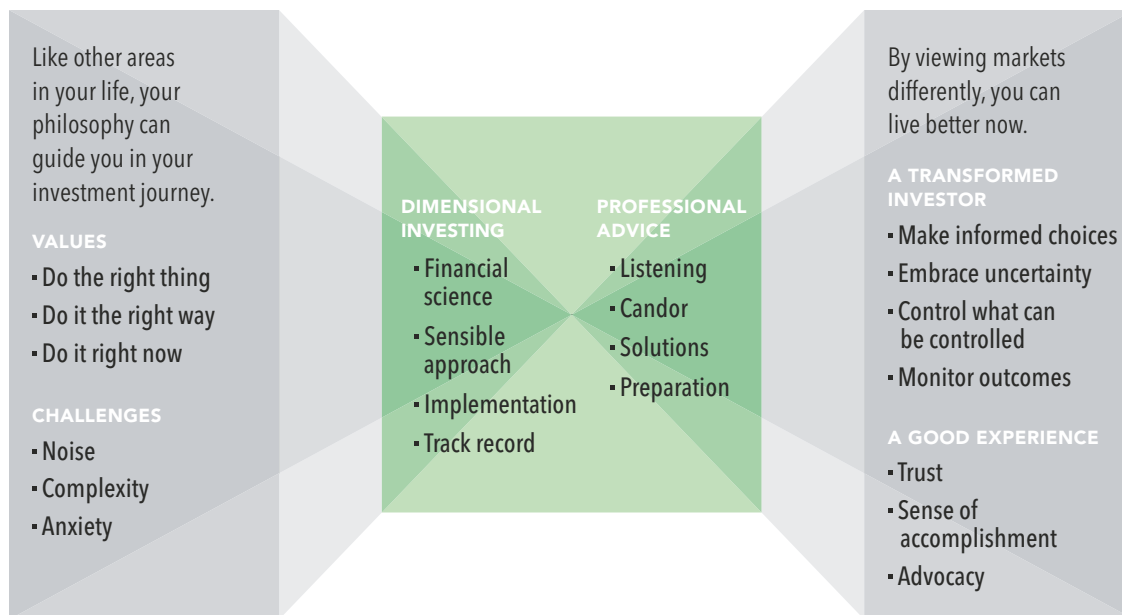 Like other areas
in your life, your
philosophy can
guide you in your
investment journey.
VALUES
▪ Do the right thing
▪ Do it the right way
▪ Do it right now
CHALLENGES
▪ Noise
▪ Complexity
▪ Anxiety
DIMENSIONAL
INVESTING
▪ Financial
science
▪ Sensible
approach
▪ Implementation
▪ Track record
PROFESSIONAL
ADVICE
▪ Listening
▪ Candor
▪ Solutions
▪ Preparation
By viewing markets
differently, you can
live better now.
A TRANSFORMED
INVESTOR
▪ Make informed choices
▪ Embrace uncertainty
▪ Control what can
be controlled
▪ Monitor outcomes
A GOOD EXPERIENCE
▪ Trust
▪ Sense of
accomplishment
▪ Advocacy